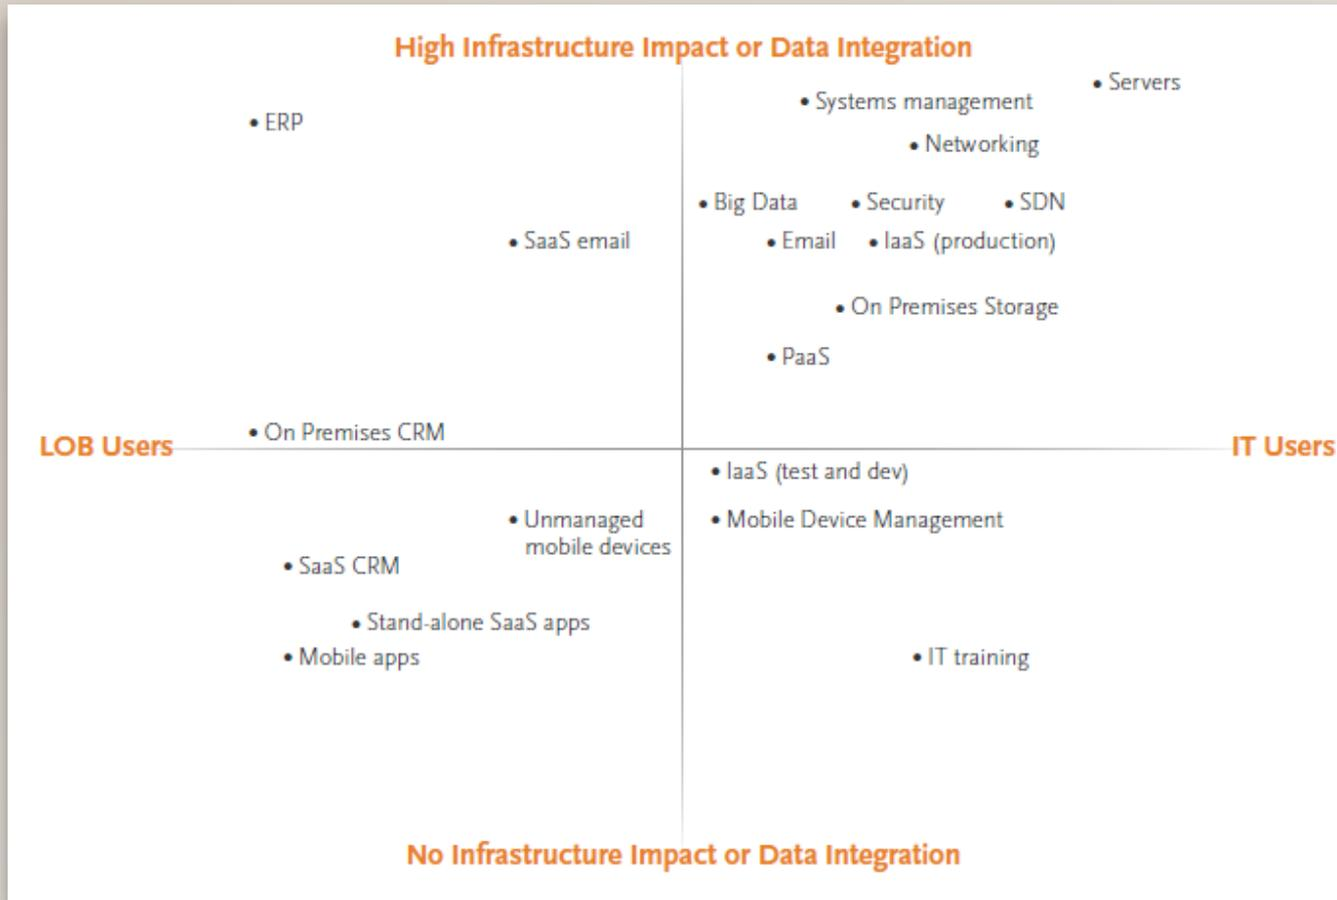 High Infrastructure Impact or Data Integration
• Servers
• Systems management
• ERP
• Networking
• Big Data
• Security
• SDN
• SaaS email
• Email
• IaaS (production)
• On Premises Storage
• PaaS
• On Premises CRM
LOB Users
IT Users
• IaaS (test and dev)
• Unmanaged
mobile devices
• Mobile Device Management
• SaaS CRM
• Stand-alone SaaS apps
• Mobile apps
• IT training
No Infrastructure Impact or Data Integration